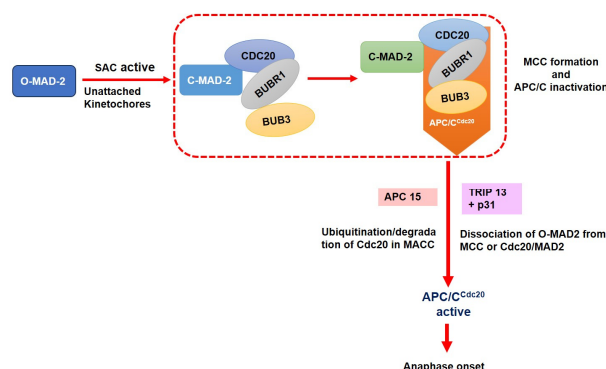 O-MAD-2
SAC active
Unattached
Kinetochores
CDC20
C-MAD-2
BUBR1
BUB3
C-MAD-2
CDC20
BUBR1
BUB3
APC/CCdc20
MCC formation
and
APC/C inactivation
APC 15
TRIP 13
+ p31
Ubiquitination/degrada
tion of Cdc20 in MACC
Dissociation of O-MAD2 from
MCC or Cdc20/MAD2
APC/CCdc20
active
Anaphase onset